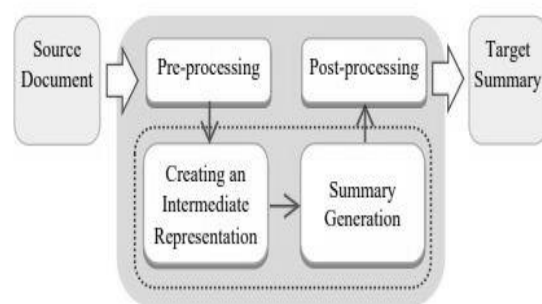 Source
Document
Pre-processing
Post-processing
Target
Summary
Creating an
Intermediate
Representation
Summary
Generation